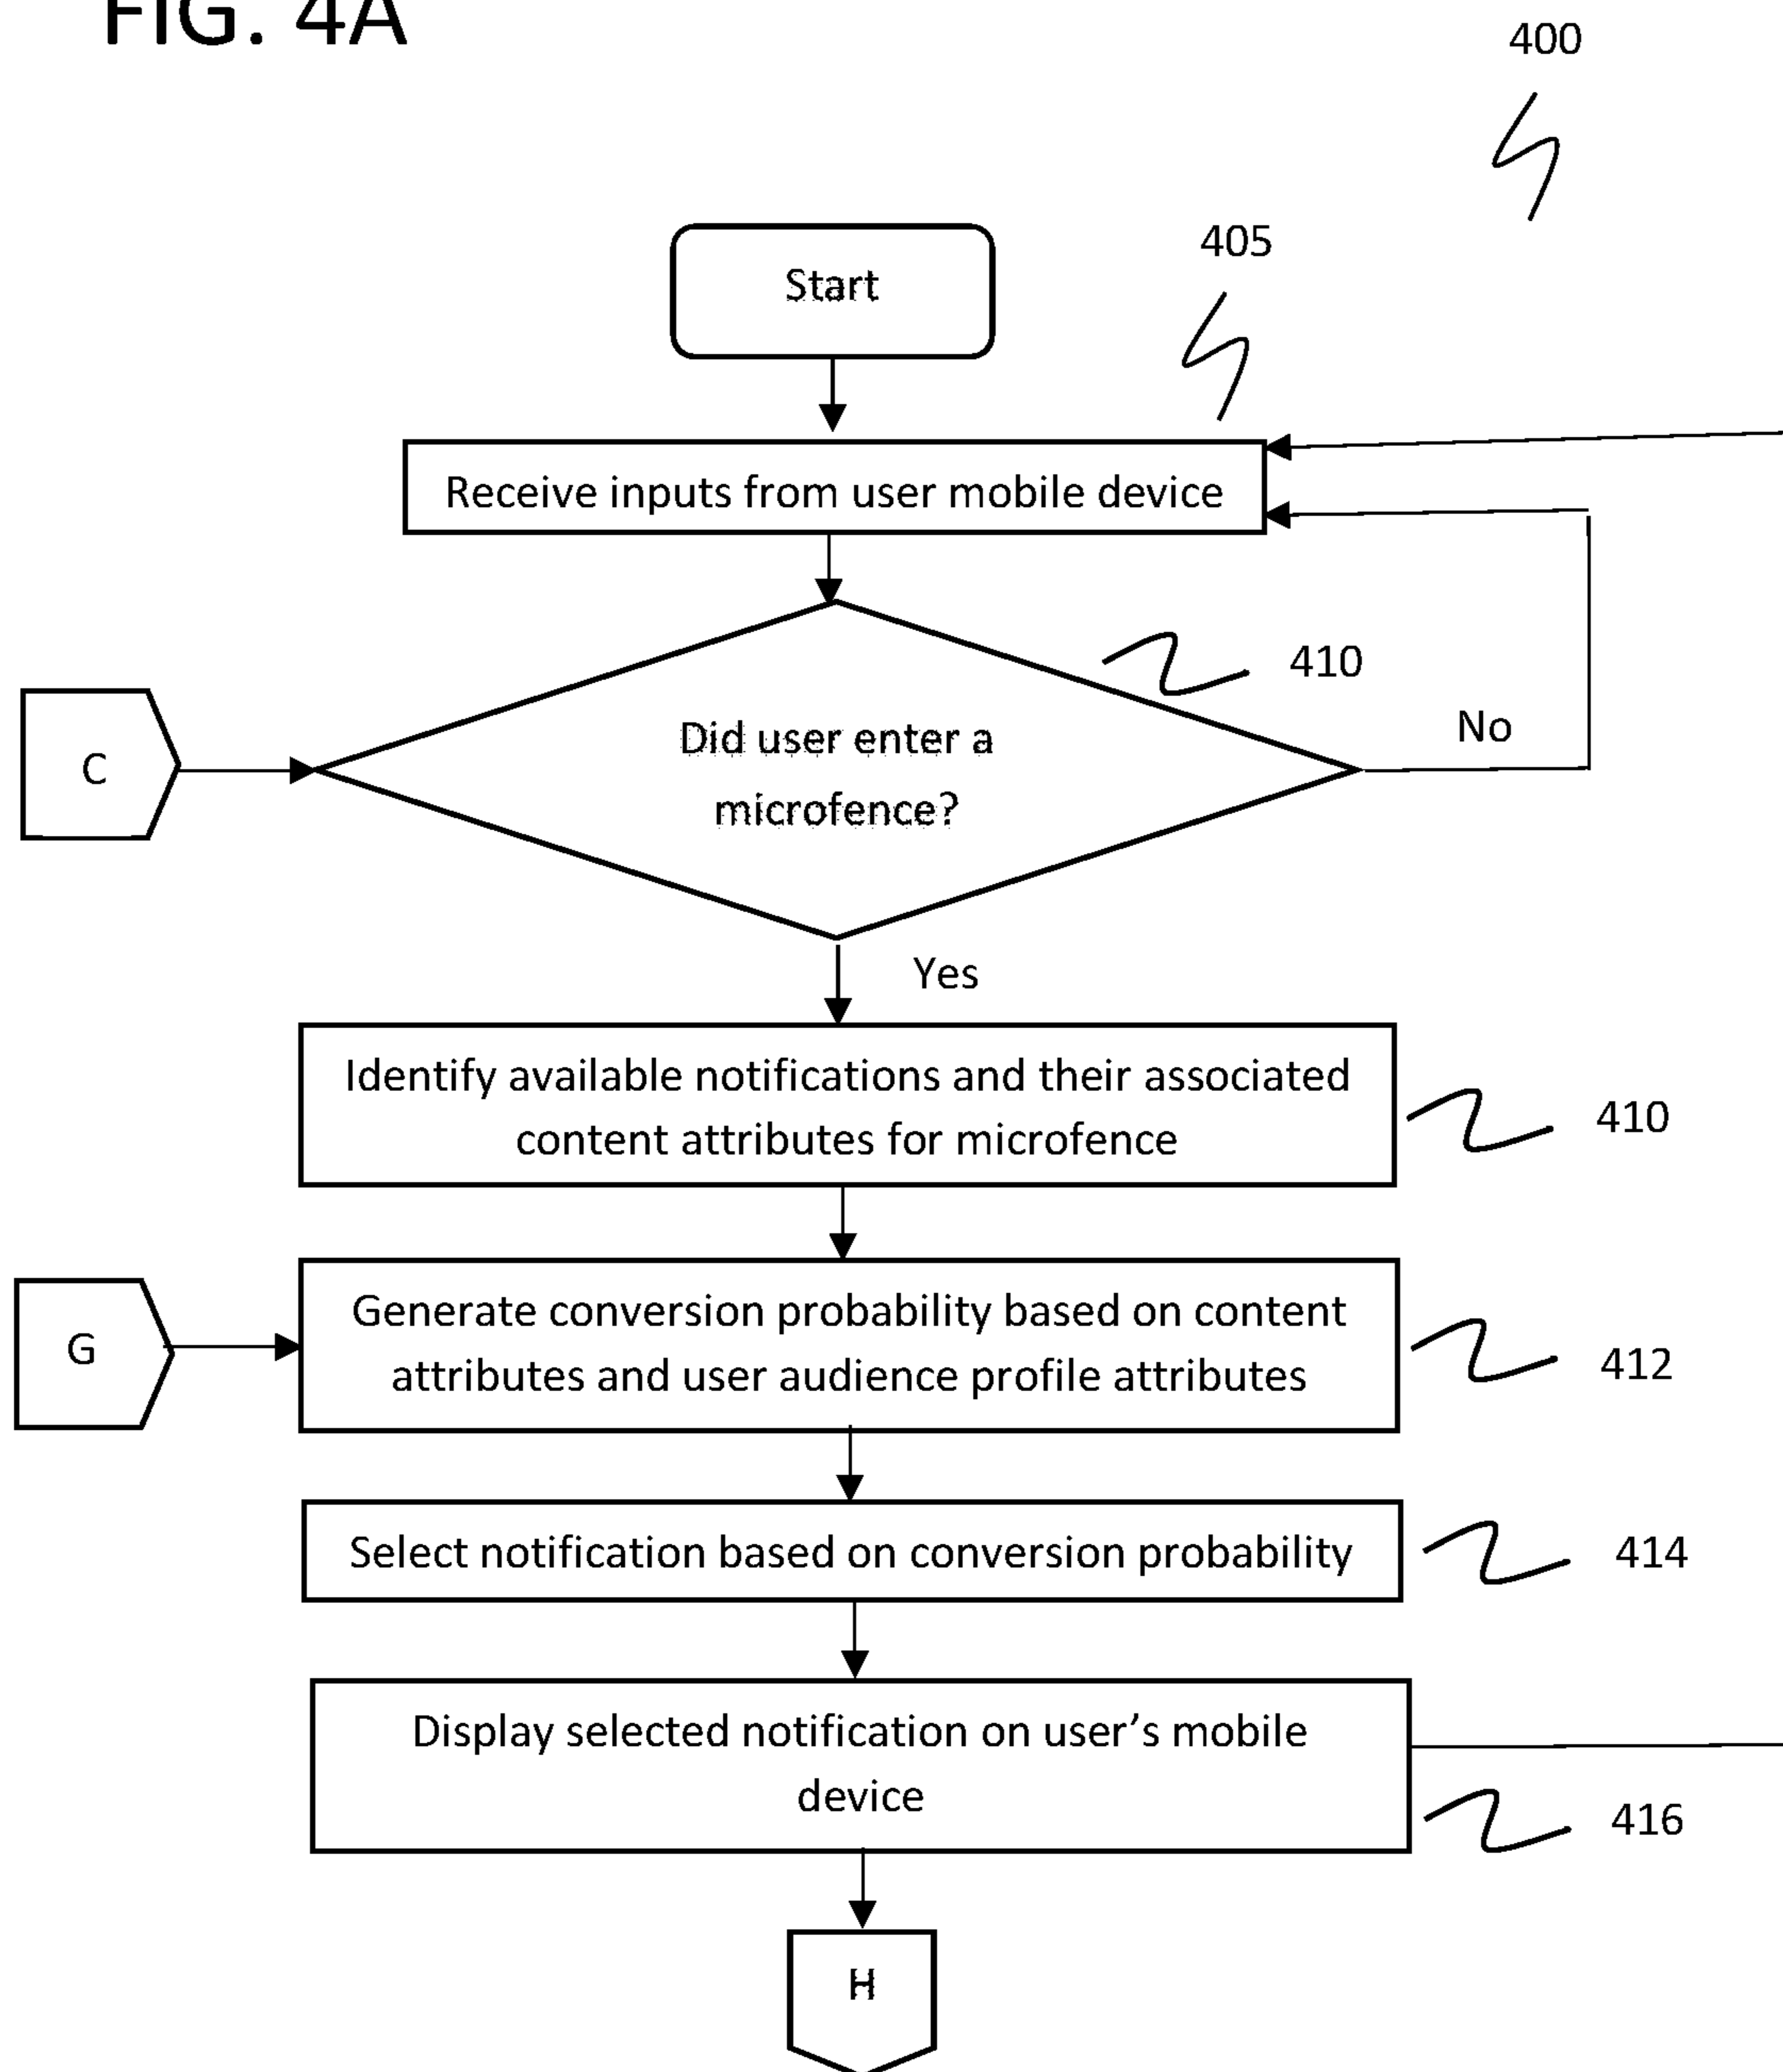 FIG. 4A
400
405
Start
Receive inputs from user mobile device
410
C
Did user enter a
microfence?
No
Yes
Identify available notifications and their associated
content attributes for microfence
410
G
Generate conversion probability based on content
attributes and user audience profile attributes
412
Select notification based on conversion probability
414
Display selected notification on user's mobile
device
416
H